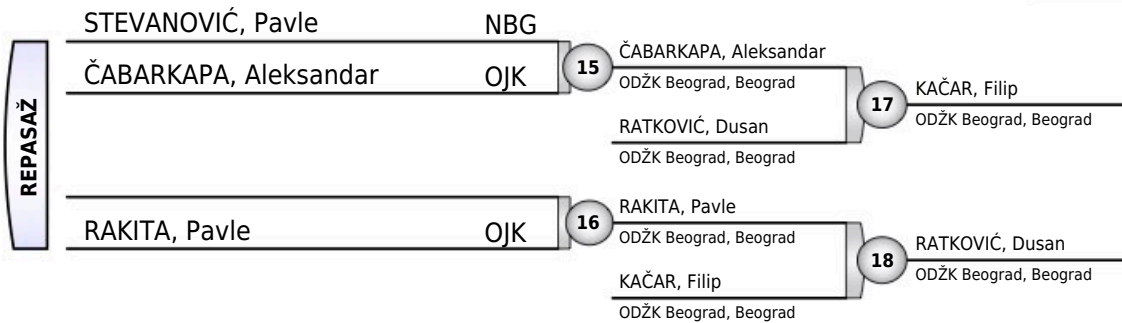 STEVANOVIĆ, Pavle NBG
ČABARKAPA, Aleksandar OJK
REPASAŽ
RAKITA, Pavle OJK
15
16
ČABARKAPA, Aleksandar
ODŽK Beograd, Beograd
RATKOVIĆ, Dusan
ODŽK Beograd, Beograd
RAKITA, Pavle
ODŽK Beograd, Beograd
KAČAR, Filip
ODŽK Beograd, Beograd
17
18
KAČAR, Filip
ODŽK Beograd, Beograd
RATKOVIĆ, Dusan
ODŽK Beograd, Beograd